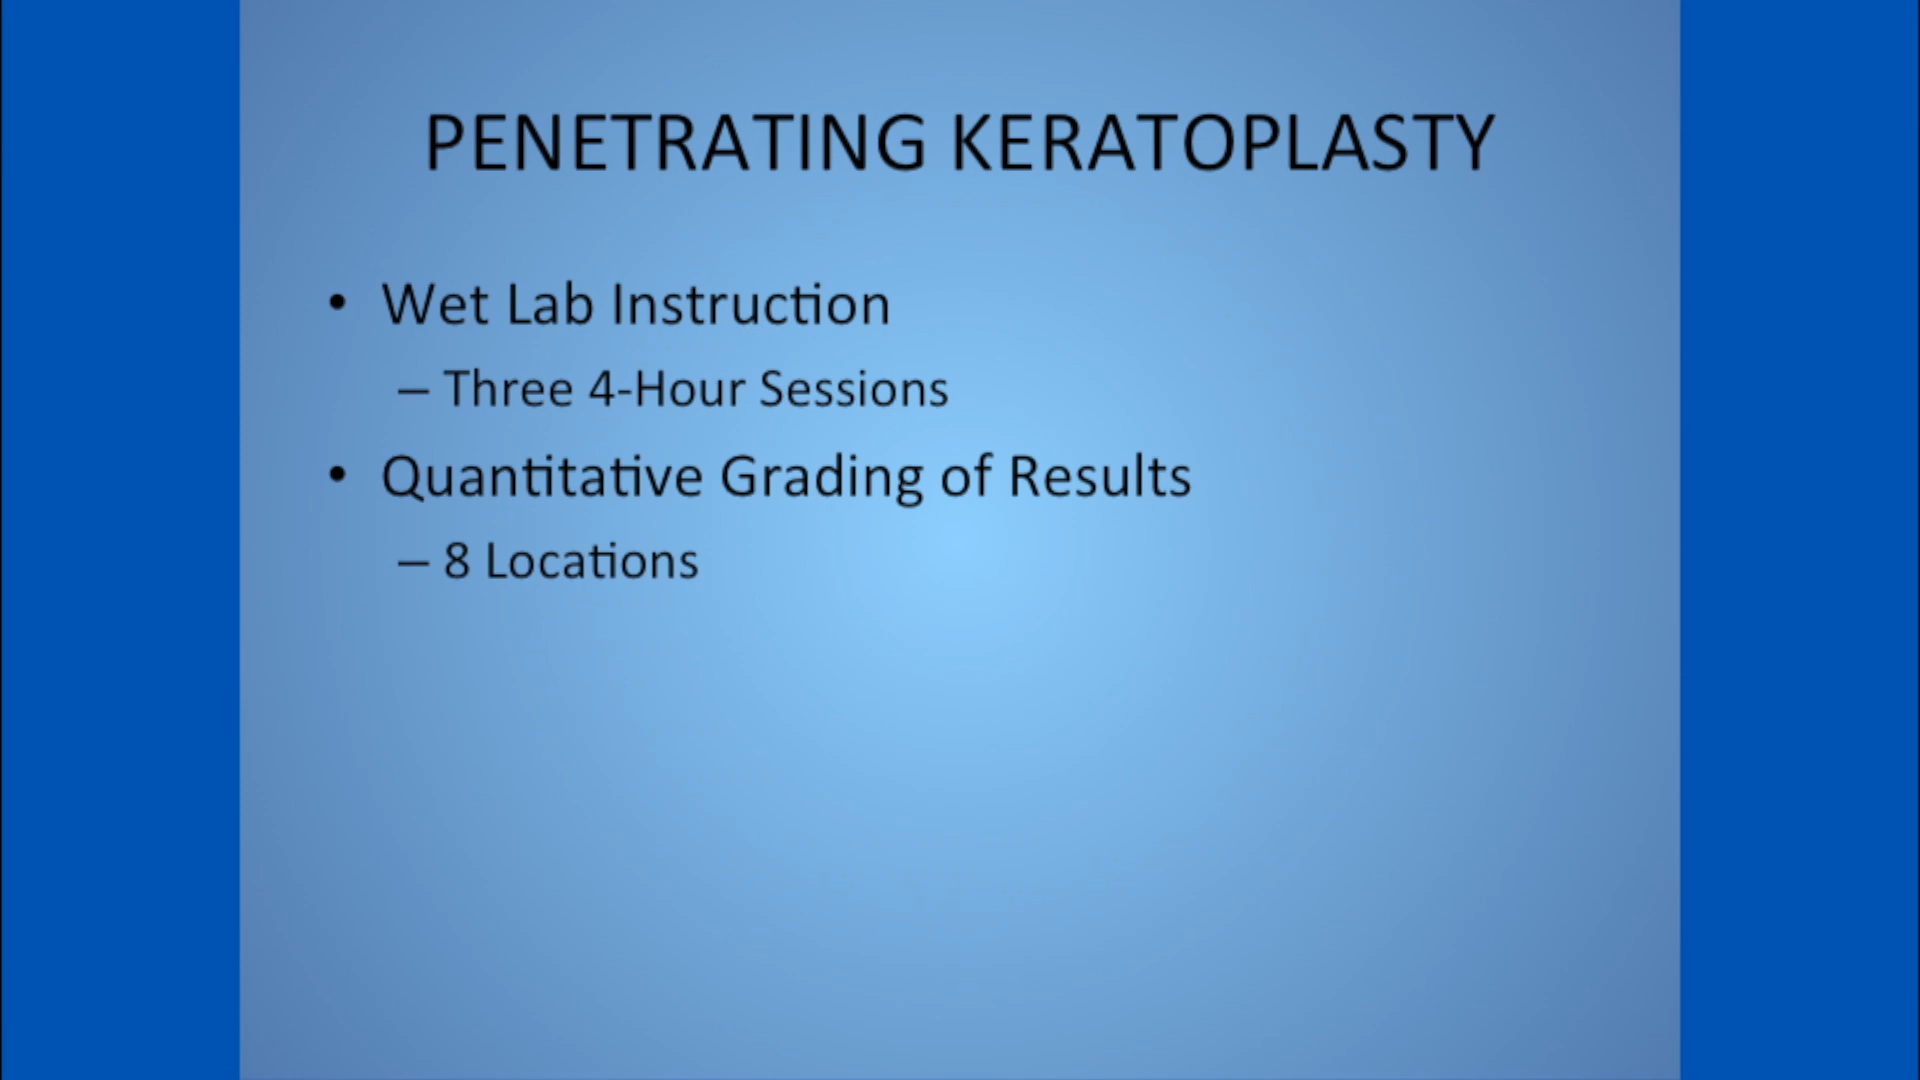 PENETRATING KERATOPLASTY
• Wet Lab Instruction
– Three 4-Hour Sessions
• Quantitative Grading of Results
– 8 Locations